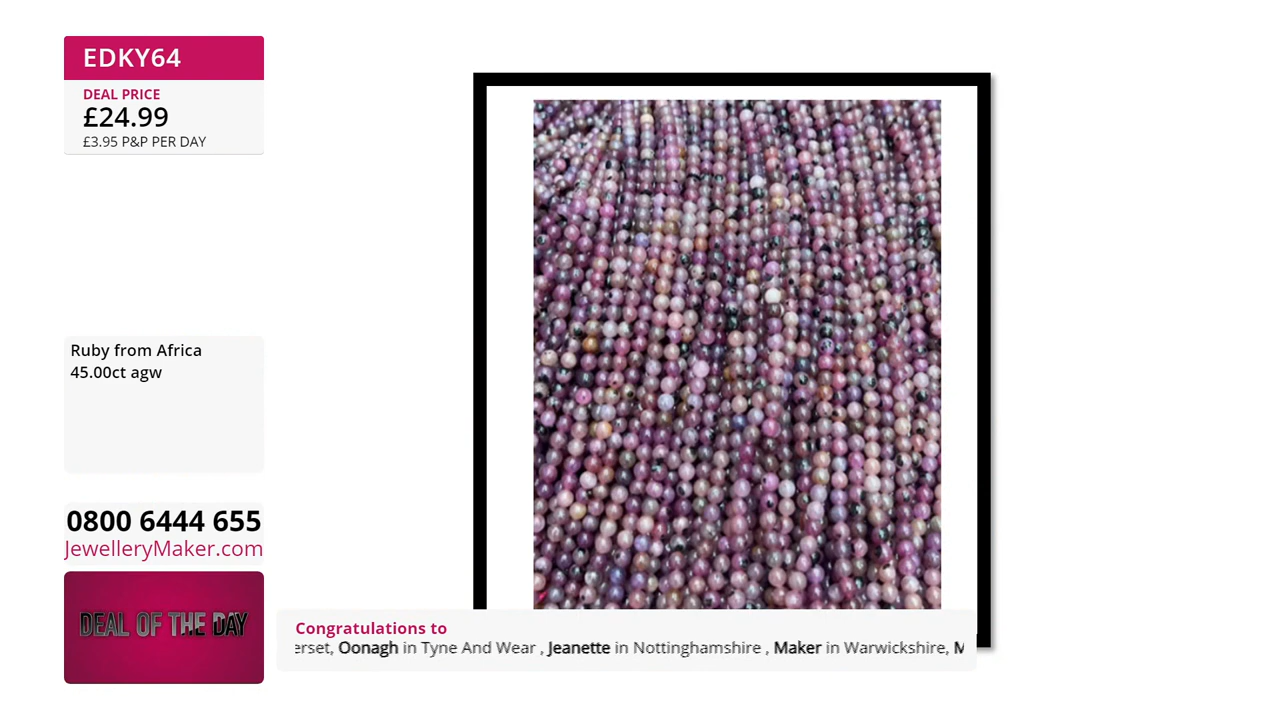 EDKY64
DEAL PRICE
£24.99
£3.95 P&P PER DAY
Ruby from Africa
45.00ct agw
0800 6444 655
JewelleryMaker.com
DEAL OF THE DAY
Congratulations to
erset, Oonagh in Tyne And Wear , Jeanette in Nottinghamshire , Maker in Warwickshire, M